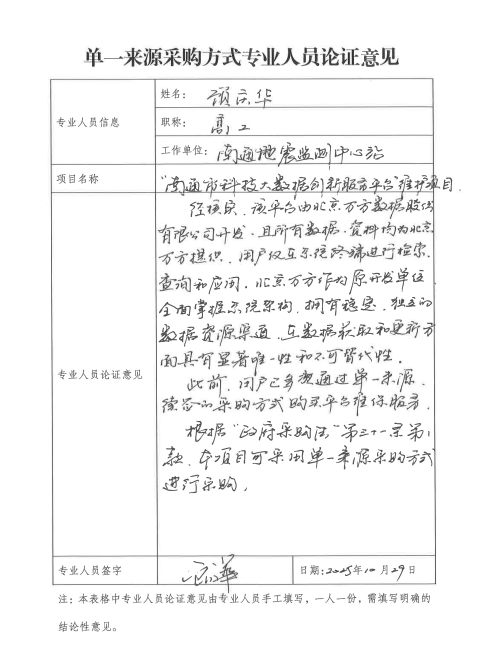 单一来源采购方式专业人员论证意见
专业人员信息
姓名： 华
职称： 高工
工作单位： 南通地震监测中心站
项目名称
“南通市科技大数据创新服务平台”维护项目
专业人员论证意见
经核实，该平台由北京万方数据股份
有限公司开发，且所有数据、资料均为北京
万方提供，用户仅在系统终端进行检索、
查询和应用，北京万方作为原开发单位，
全面掌握系统架构，拥有稳定、独立的
数据资源渠道，在数据获取和更新方
面具有显著唯一性和不可替代性。
此前，用户已多次通过单一来源、
续签的采购方式购买平台维保服务。
根据“政府采购法”第三十一条第1
款，本项目可采用单一来源采购方式
进行采购。
专业人员签字
日期：2025年10月29日
注：本表格中专业人员论证意见由专业人员手工填写，一人一份，需填写明确的
结论性意见。